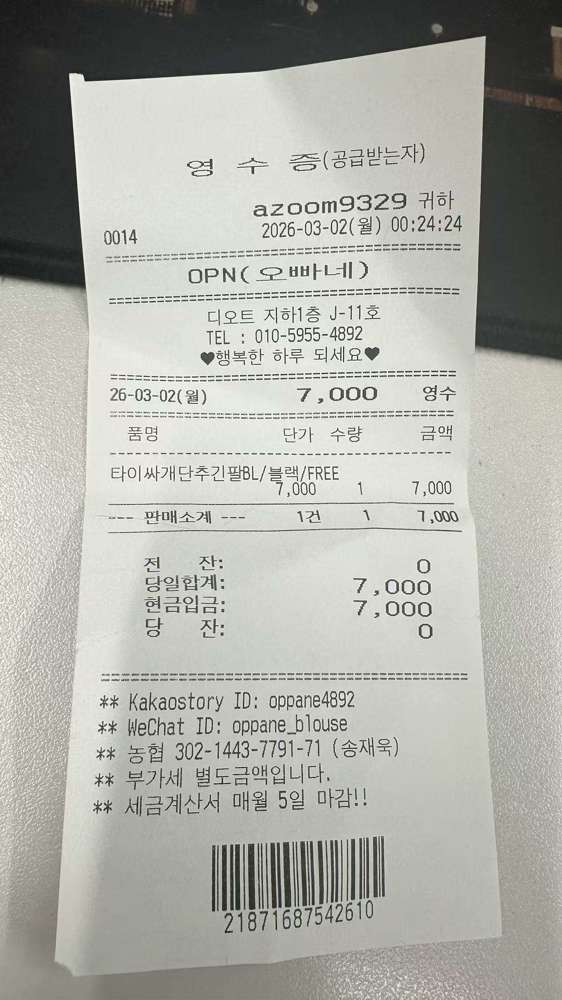 영 수 증(공급받는자)
azoom9329 귀하
0014 2026-03-02(월) 00:24:24
OPN(오빠네)
디오트 지하1층 J-11호
TEL : 010-5955-4892
♥행복한 하루 되세요♥
26-03-02(월) 7,000 영수
품명 단가 수량 금액
타이싸개단추긴팔BL/블랙/FREE
7,000 1 7,000
--- 판매소계 --- 1건 1 7,000
전 잔: 0
당일합계: 7,000
현금입금: 7,000
당 잔: 0
** Kakaostory ID: oppane4892
** WeChat ID: oppane_blouse
** 농협 302-1443-7791-71 (송재욱)
** 부가세 별도금액입니다.
** 세금계산서 매월 5일 마감!!
21871687542610